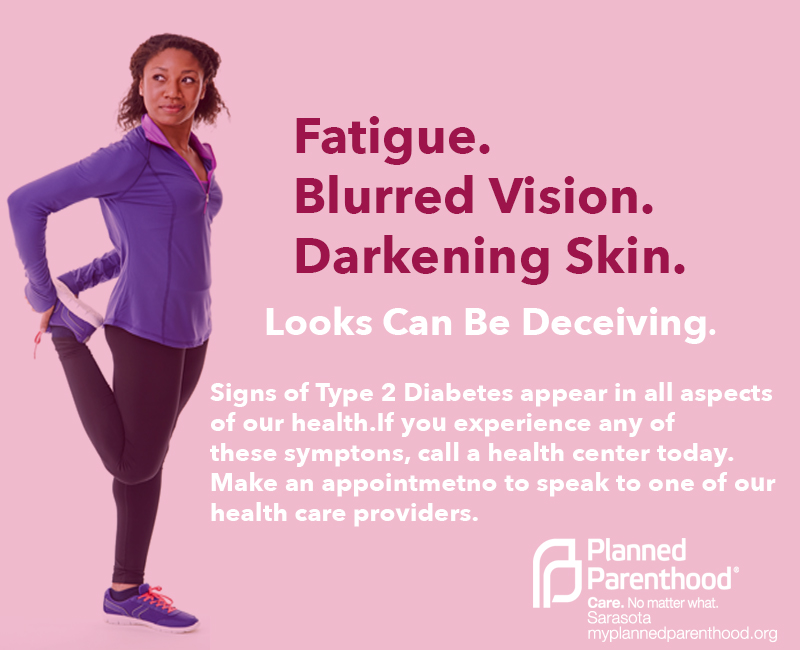 Fatigue.
Blurred Vision.
Darkening Skin.
Looks Can Be Deceiving.
Signs of Type 2 Diabetes appear in all aspects
of our health.If you experience any of
these symptons, call a health center today.
Make an appointmetno to speak to one of our
health care providers.
Planned
Parenthood®
Care. No matter what.
Sarasota
myplannedparenthood.org